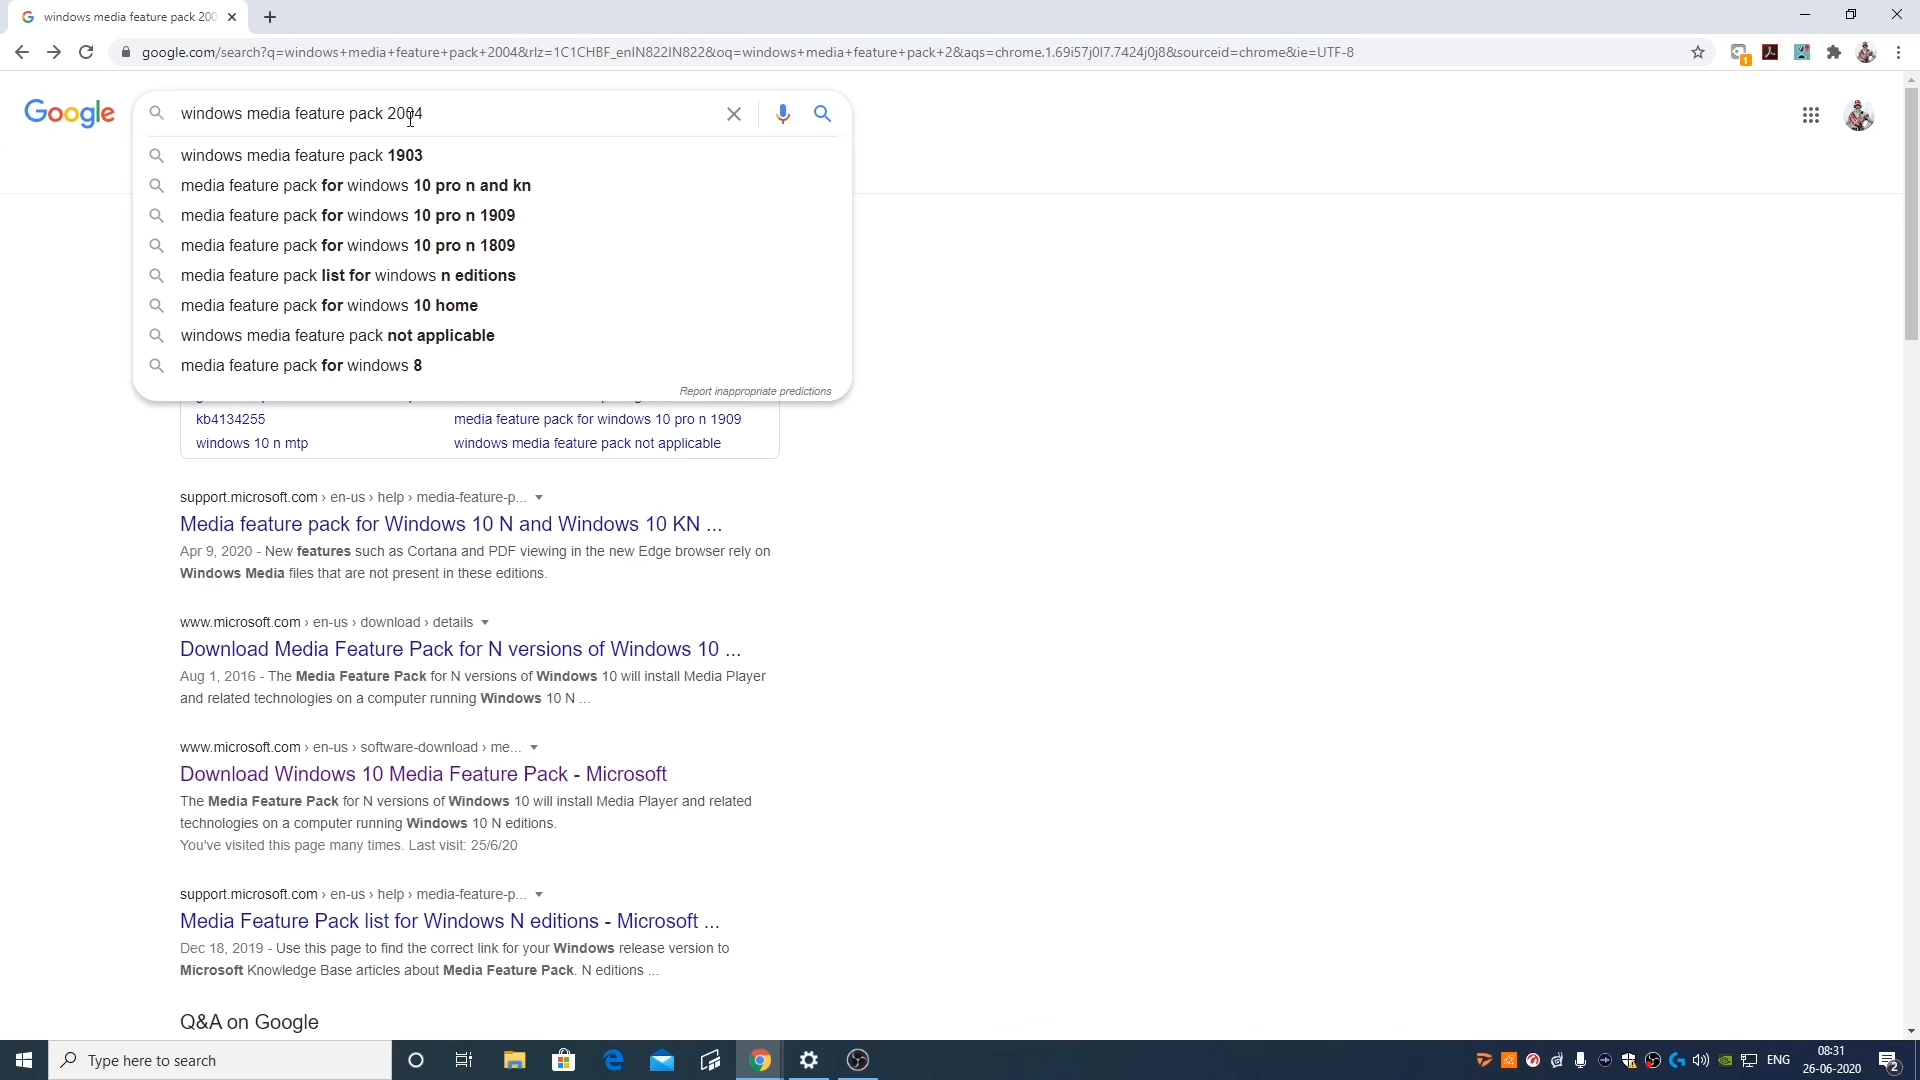 windows media feature pack 200
google.com/search?q=windows+media+feature+pack+2004&rlz=1C1CHBF_enIN822IN822&oq=windows+media+feature+pack+2&aqs=chrome.1.69i57j0l7.7424j0j8&sourceid=chrome&ie=UTF-8
1
Google
windows media feature pack 2004
windows media feature pack 1903
media feature pack for windows 10 pro n and kn
media feature pack for windows 10 pro n 1909
media feature pack for windows 10 pro n 1809
media feature pack list for windows n editions
media feature pack for windows 10 home
windows media feature pack not applicable
media feature pack for windows 8
Report inappropriate predictions
kb4134255
media feature pack for windows 10 pro n 1909
windows 10 n mtp
windows media feature pack not applicable
support.microsoft.com › en-us › help › media-feature-p...
Media feature pack for Windows 10 N and Windows 10 KN ...
Apr 9, 2020 - New features such as Cortana and PDF viewing in the new Edge browser rely on
Windows Media files that are not present in these editions.
www.microsoft.com › en-us › download › details
Download Media Feature Pack for N versions of Windows 10 ...
Aug 1, 2016 - The Media Feature Pack for N versions of Windows 10 will install Media Player
and related technologies on a computer running Windows 10 N ...
www.microsoft.com › en-us › software-download › me...
Download Windows 10 Media Feature Pack - Microsoft
The Media Feature Pack for N versions of Windows 10 will install Media Player and related
technologies on a computer running Windows 10 N editions.
You've visited this page many times. Last visit: 25/6/20
support.microsoft.com › en-us › help › media-feature-p...
Media Feature Pack list for Windows N editions - Microsoft ...
Dec 18, 2019 - Use this page to find the correct link for your Windows release version to
Microsoft Knowledge Base articles about Media Feature Pack. N editions ...
Q&A on Google
Type here to search
ENG
08:31
26-06-2020
2